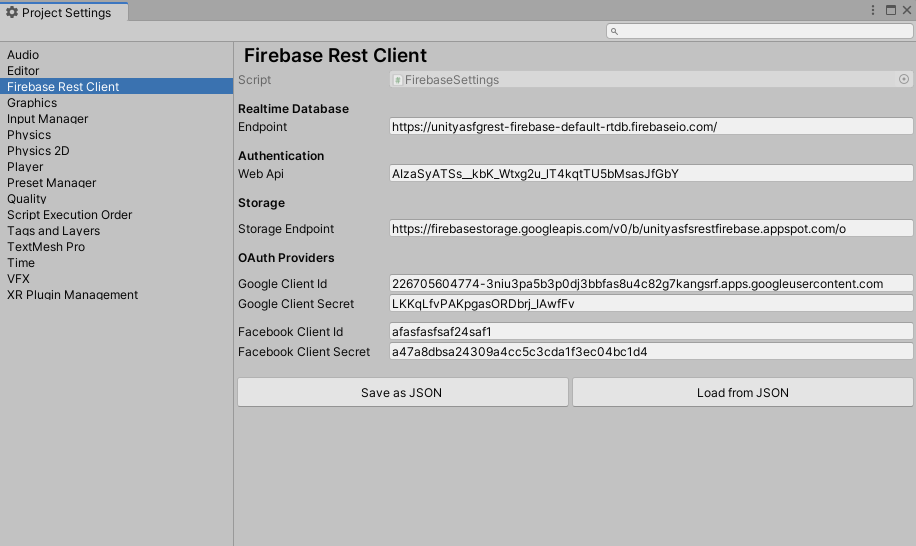 Project Settings
Audio
Editor
Firebase Rest Client
Graphics
Input Manager
Physics
Physics 2D
Player
Preset Manager
Quality
Script Execution Order
Tags and Layers
TextMesh Pro
Time
VFX
XR Plugin Management
Firebase Rest Client
Script FirebaseSettings
Realtime Database
Endpoint https://unityasfgrest-firebase-default-rtdb.firebaseio.com/
Authentication
Web Api AIzaSyATSs__kbK_Wtxg2u_IT4kqtTU5bMsasJfGbY
Storage
Storage Endpoint https://firebasestorage.googleapis.com/v0/b/unityasfsrestfirebase.appspot.com/o
OAuth Providers
Google Client Id 226705604774-3niu3pa5b3p0dj3bbfas8u4c82g7kangsrf.apps.googleusercontent.com
Google Client Secret LKKqLfvPAKpgasORDbrj_IAwfFv
Facebook Client Id afasfasfsaf24saf1
Facebook Client Secret a47a8dbsa24309a4cc5c3cda1f3ec04bc1d4
Save as JSON Load from JSON